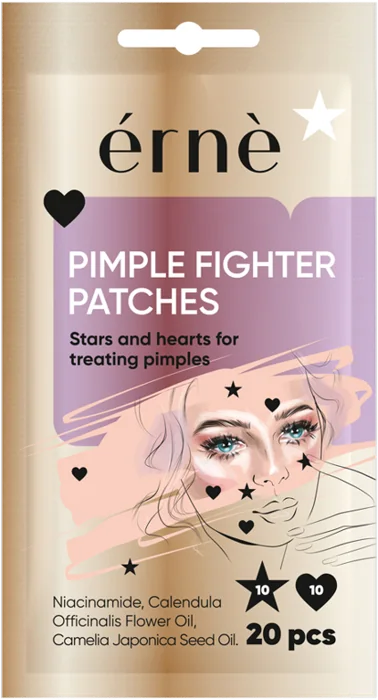 érnè
PIMPLE FIGHTER
PATCHES
Stars and hearts for
treating pimples
10 10
Niacinamide, Calendula
Officinalis Flower Oil,
Camelia Japonica Seed Oil. 20 pcs